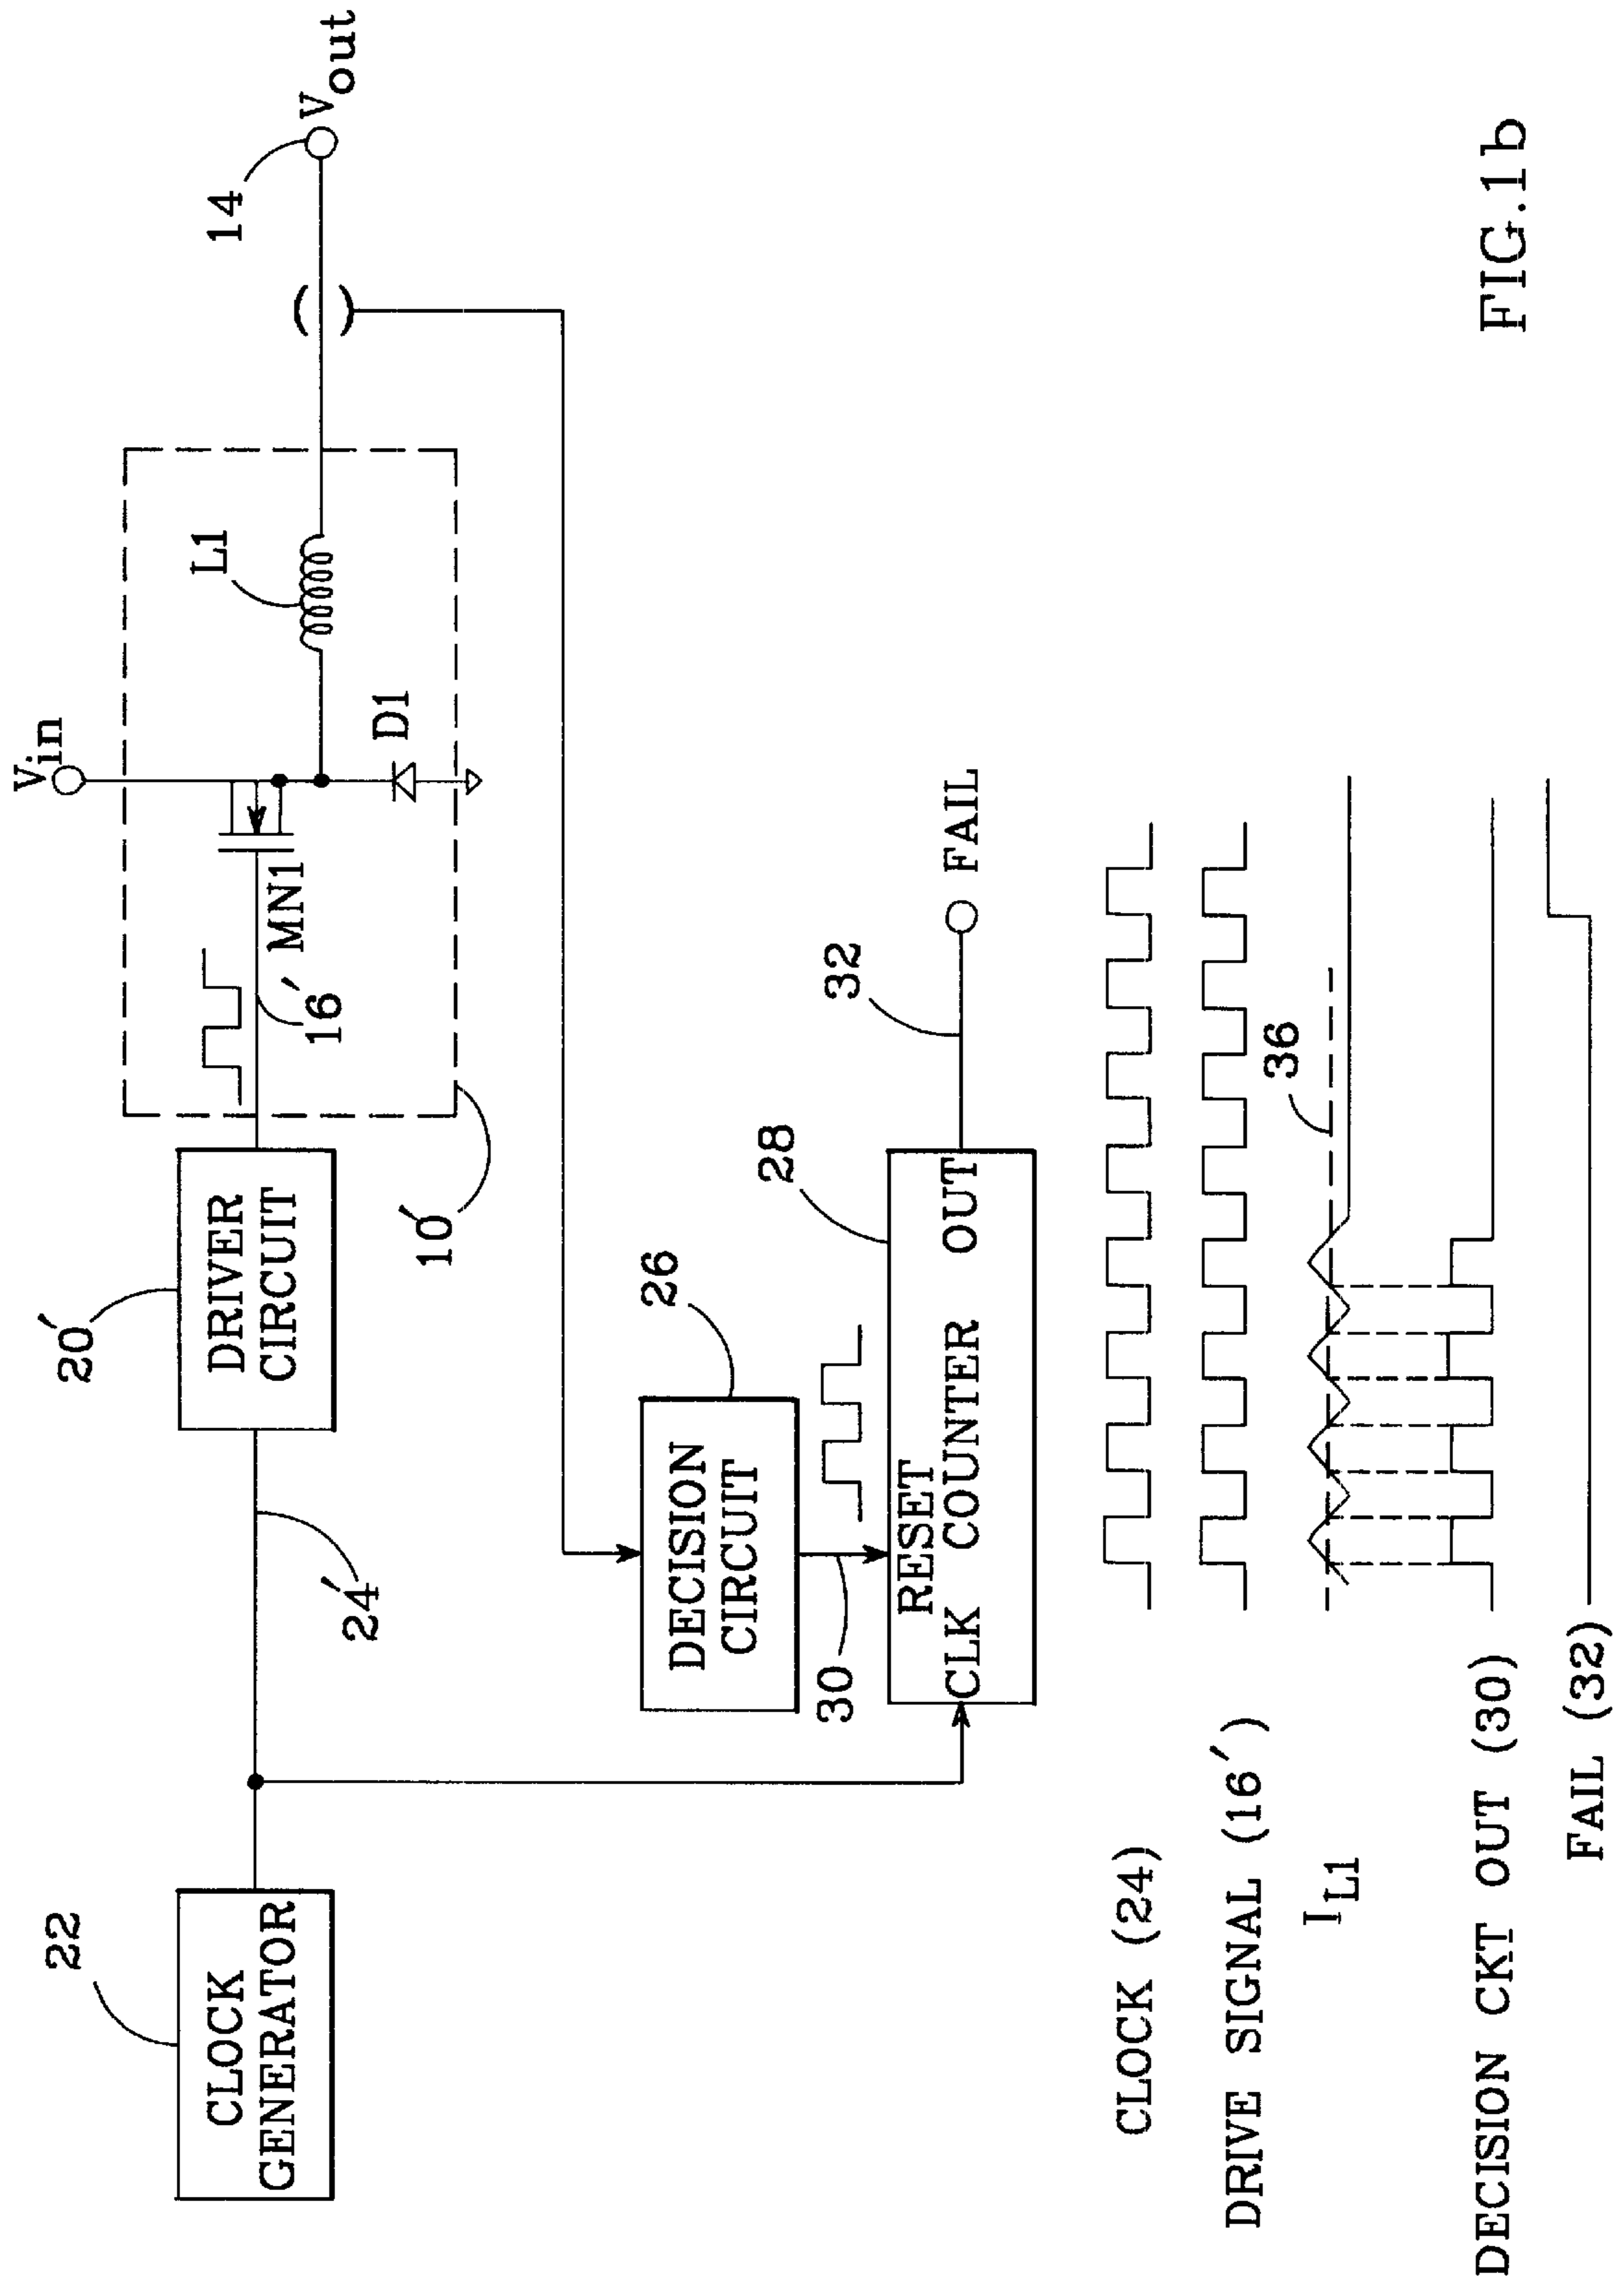 22
CLOCK
GENERATOR
24′
20′
DRIVER
CIRCUIT
10′
16′
MN1
Vin
D1
L1
14
Vout
26
DECISION
CIRCUIT
30
28
RESET
CLK COUNTER OUT
32
FAIL
CLOCK (24)
DRIVE SIGNAL (16′)
IL1
36
DECISION CKT OUT (30)
FAIL (32)
FIG.1b